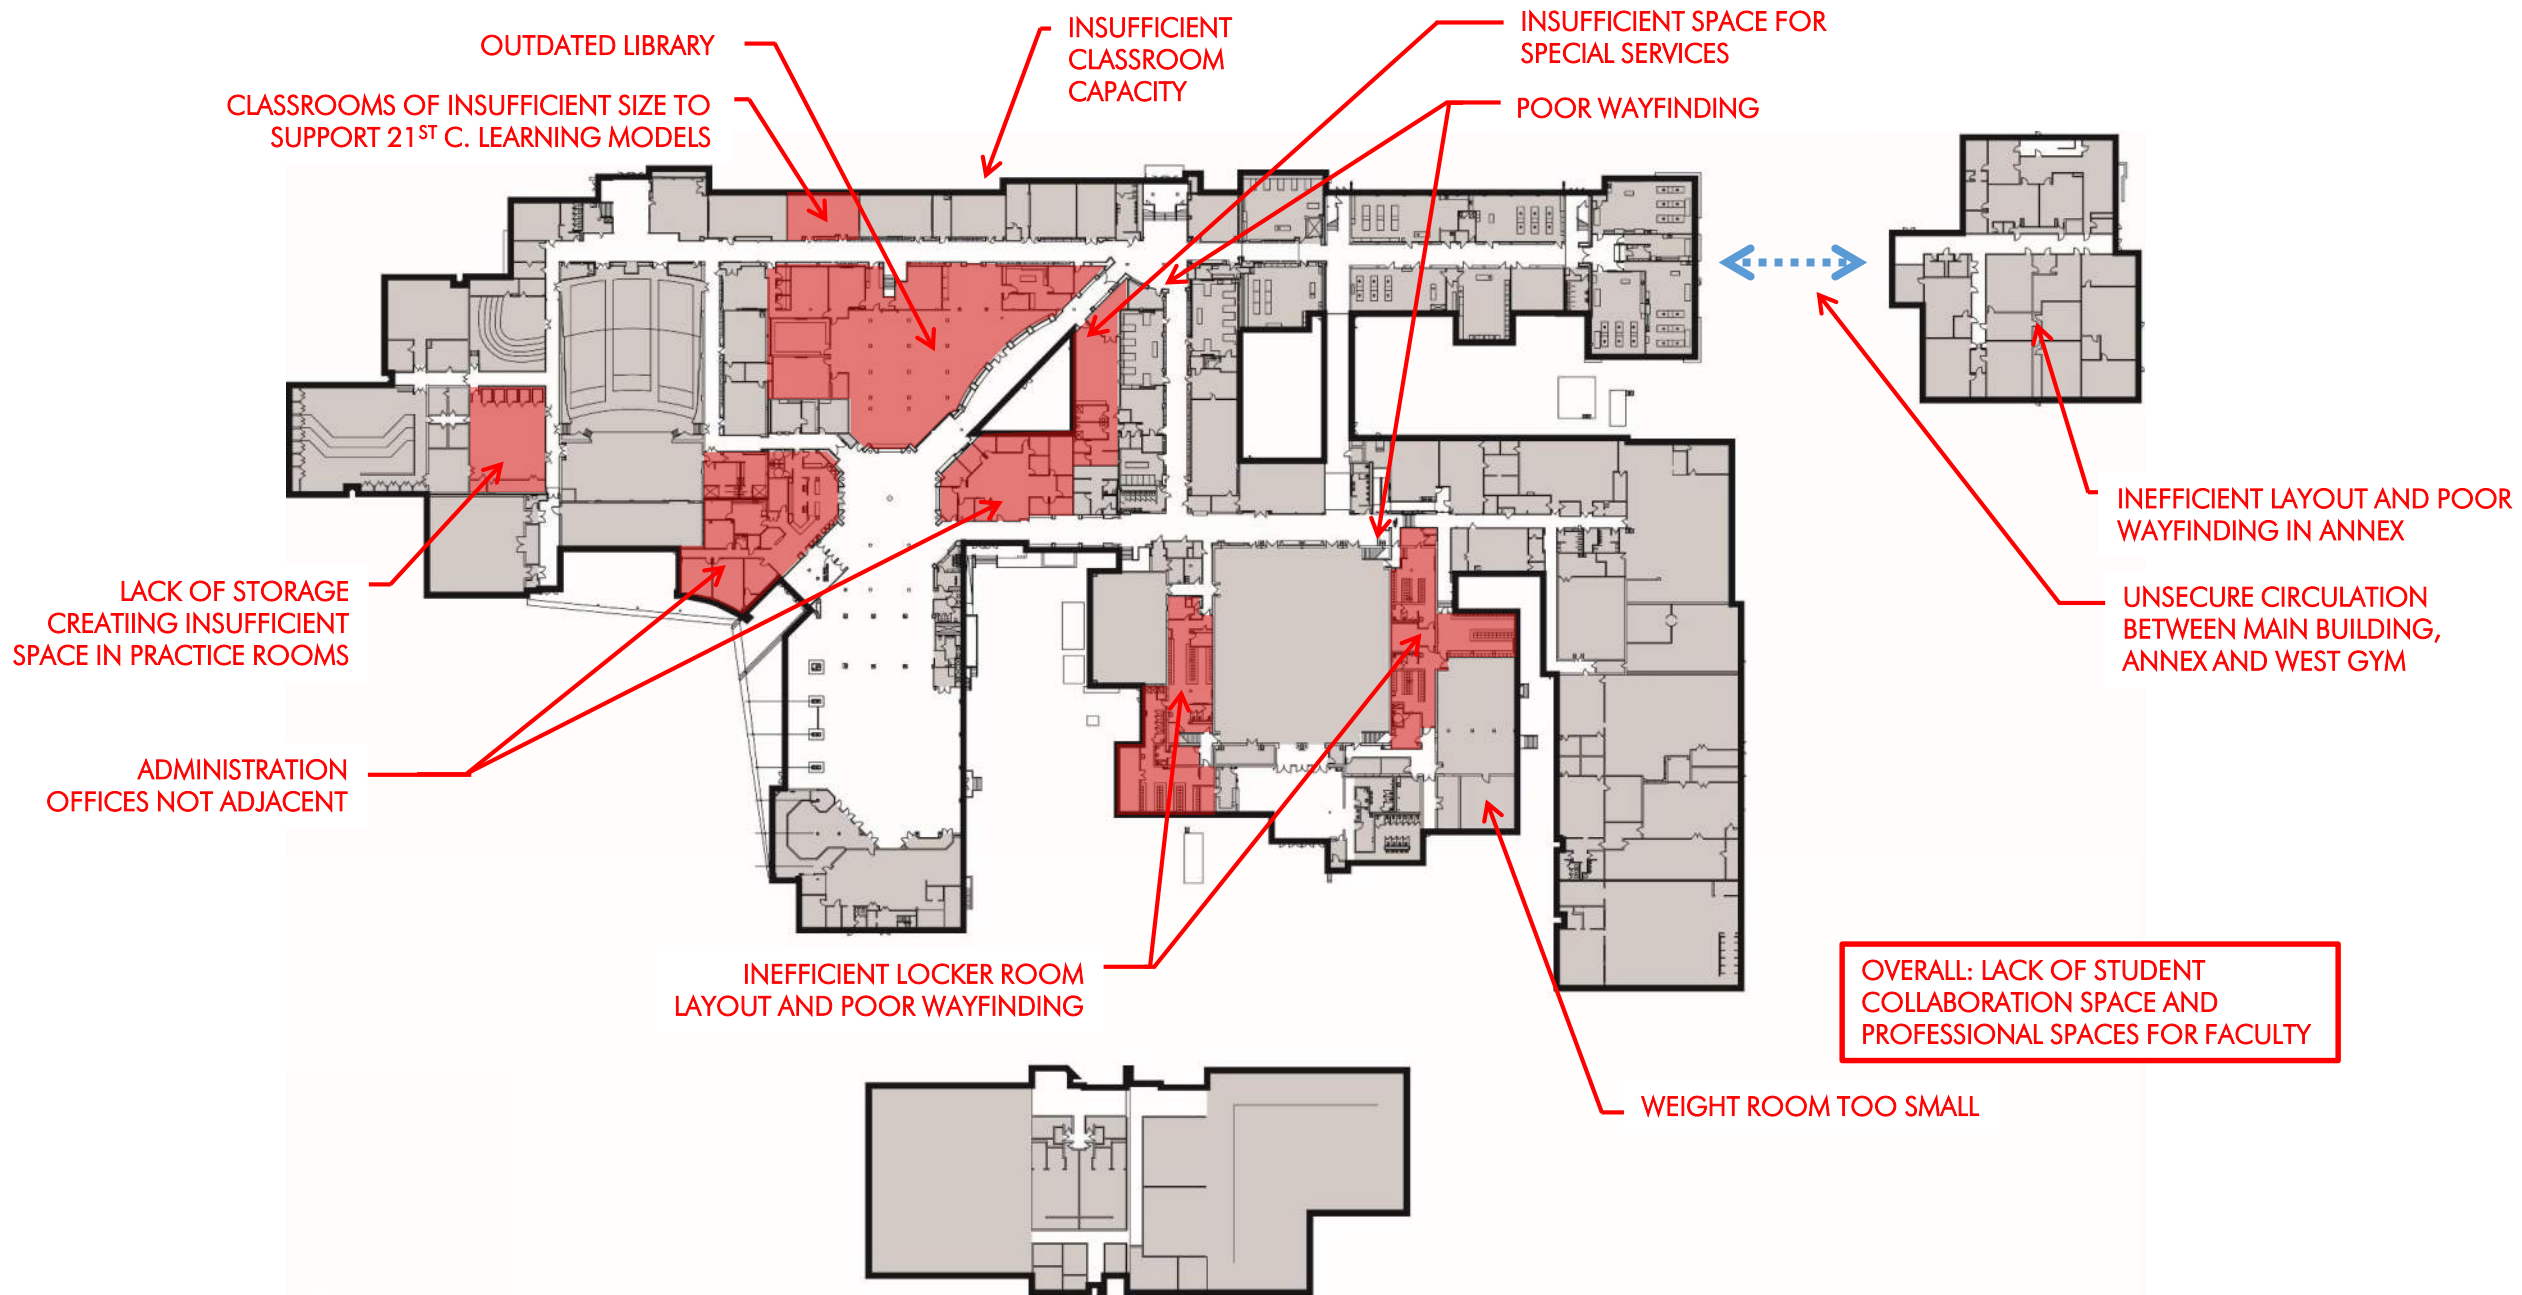 OUTDATED LIBRARY
CLASSROOMS OF INSUFFICIENT SIZE TO
SUPPORT 21ST C. LEARNING MODELS
INSUFFICIENT
CLASSROOM
CAPACITY
INSUFFICIENT SPACE FOR
SPECIAL SERVICES
POOR WAYFINDING
INEFFICIENT LAYOUT AND POOR
WAYFINDING IN ANNEX
UNSECURE CIRCULATION
BETWEEN MAIN BUILDING,
ANNEX AND WEST GYM
LACK OF STORAGE
CREATIING INSUFFICIENT
SPACE IN PRACTICE ROOMS
ADMINISTRATION
OFFICES NOT ADJACENT
INEFFICIENT LOCKER ROOM
LAYOUT AND POOR WAYFINDING
OVERALL: LACK OF STUDENT
COLLABORATION SPACE AND
PROFESSIONAL SPACES FOR FACULTY
WEIGHT ROOM TOO SMALL